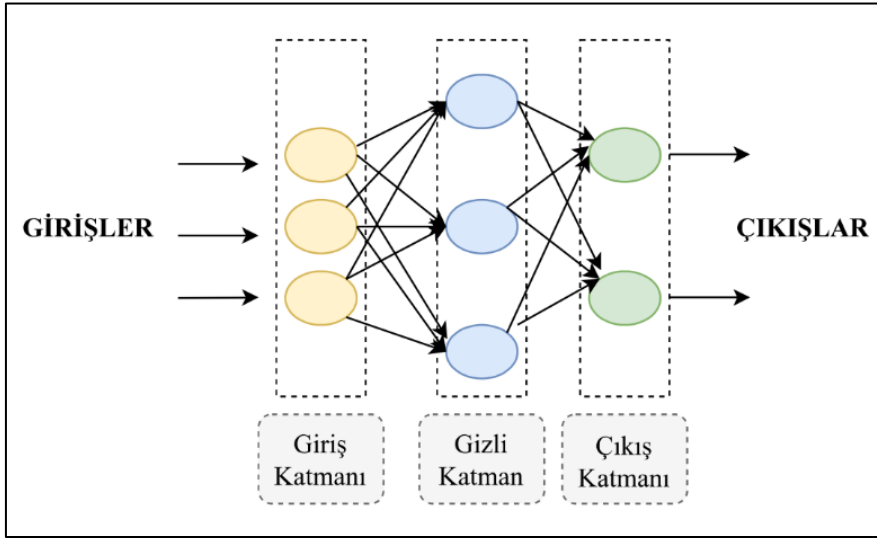 GİRİŞLER
ÇIKIŞLAR
Giriş
Katmanı
Gizli
Katman
Çıkış
Katmanı